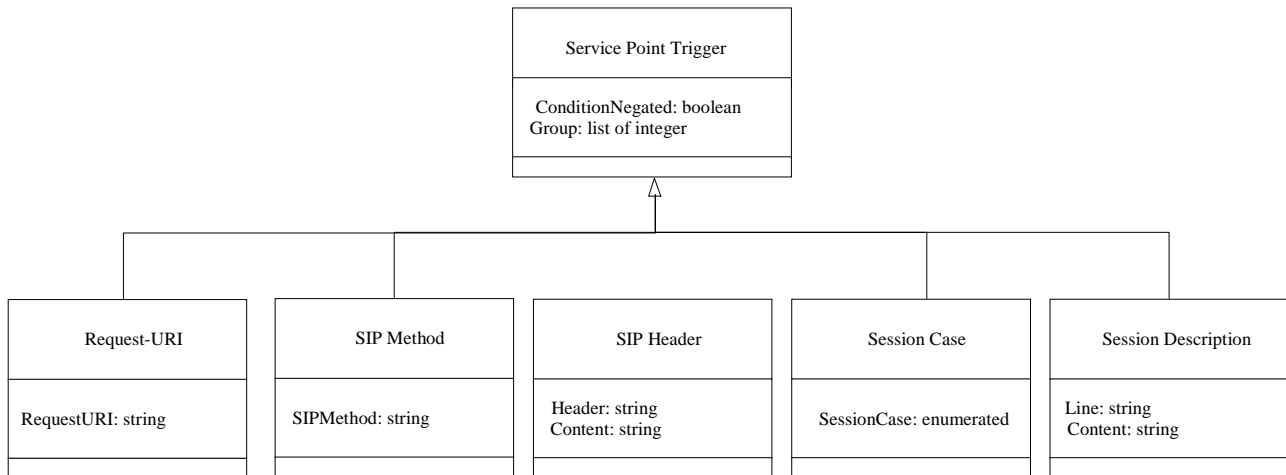 Service Point Trigger
ConditionNegated: boolean
Group: list of integer
Request-URI
RequestURI: string
SIP Method
SIPMethod: string
SIP Header
Header: string
Content: string
Session Case
SessionCase: enumerated
Session Description
Line: string
Content: string